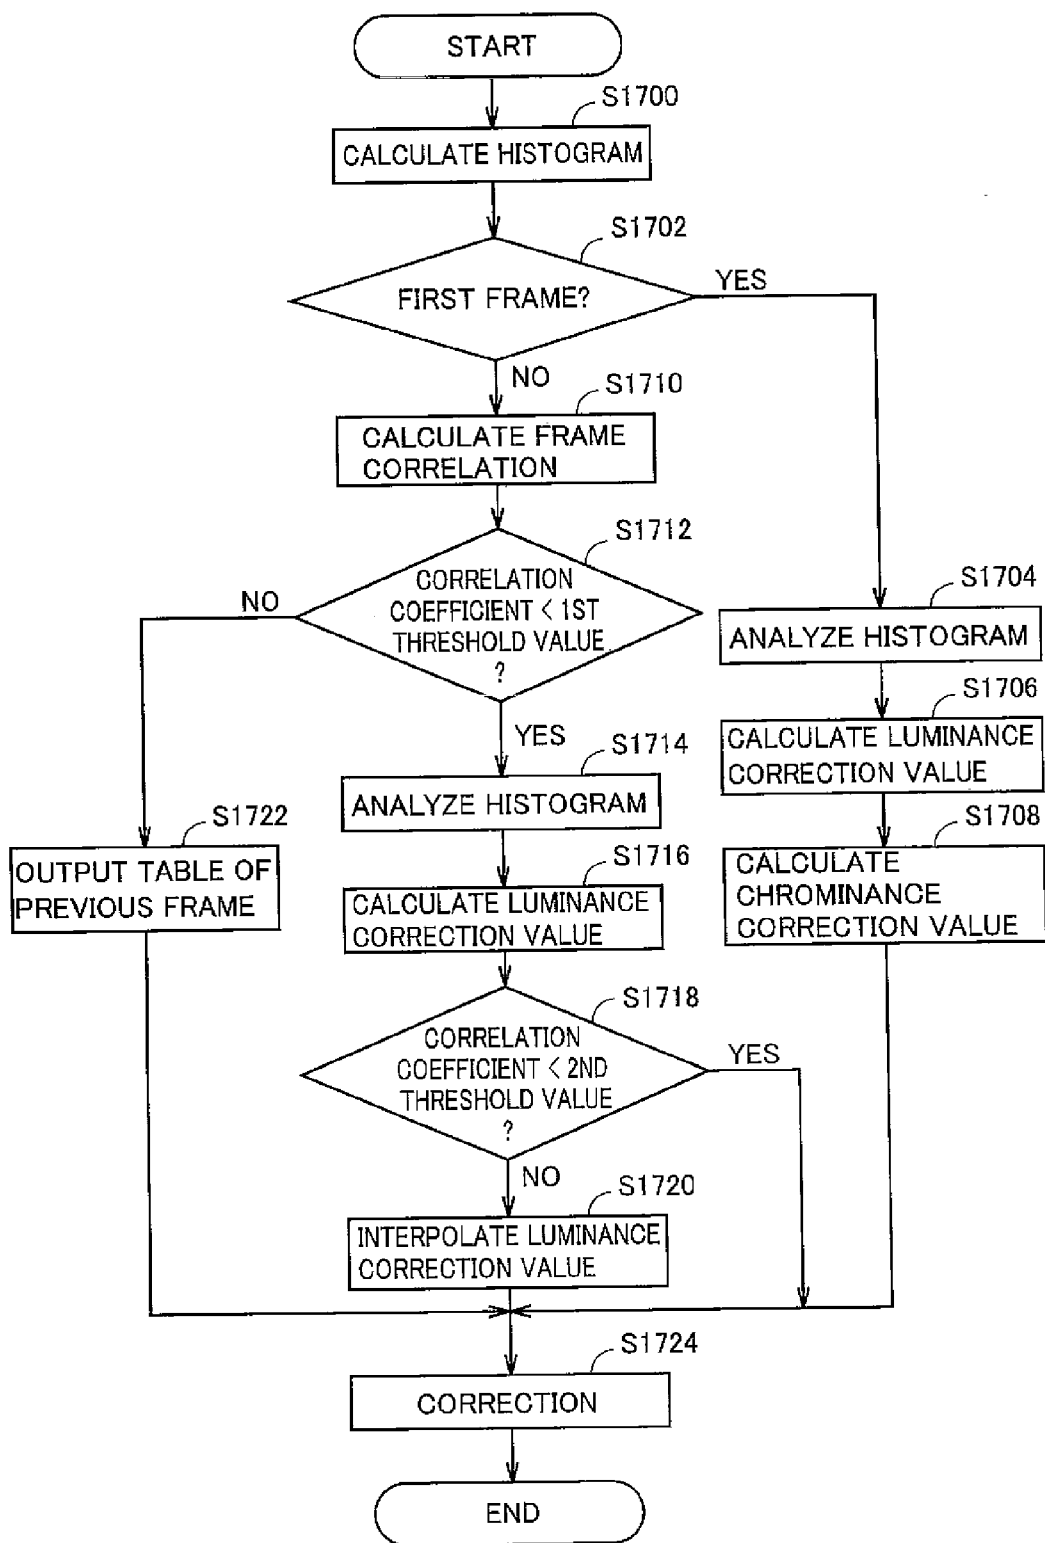 START
S1700
CALCULATE HISTOGRAM
S1702
FIRST FRAME?
YES
NO
S1710
CALCULATE FRAME
CORRELATION
S1712
CORRELATION
COEFFICIENT < 1ST
THRESHOLD VALUE
?
NO
YES
S1704
ANALYZE HISTOGRAM
S1706
CALCULATE LUMINANCE
CORRECTION VALUE
S1708
CALCULATE
CHROMINANCE
CORRECTION VALUE
S1714
ANALYZE HISTOGRAM
S1722
OUTPUT TABLE OF
PREVIOUS FRAME
S1716
CALCULATE LUMINANCE
CORRECTION VALUE
S1718
CORRELATION
COEFFICIENT < 2ND
THRESHOLD VALUE
?
YES
NO
S1720
INTERPOLATE LUMINANCE
CORRECTION VALUE
S1724
CORRECTION
END